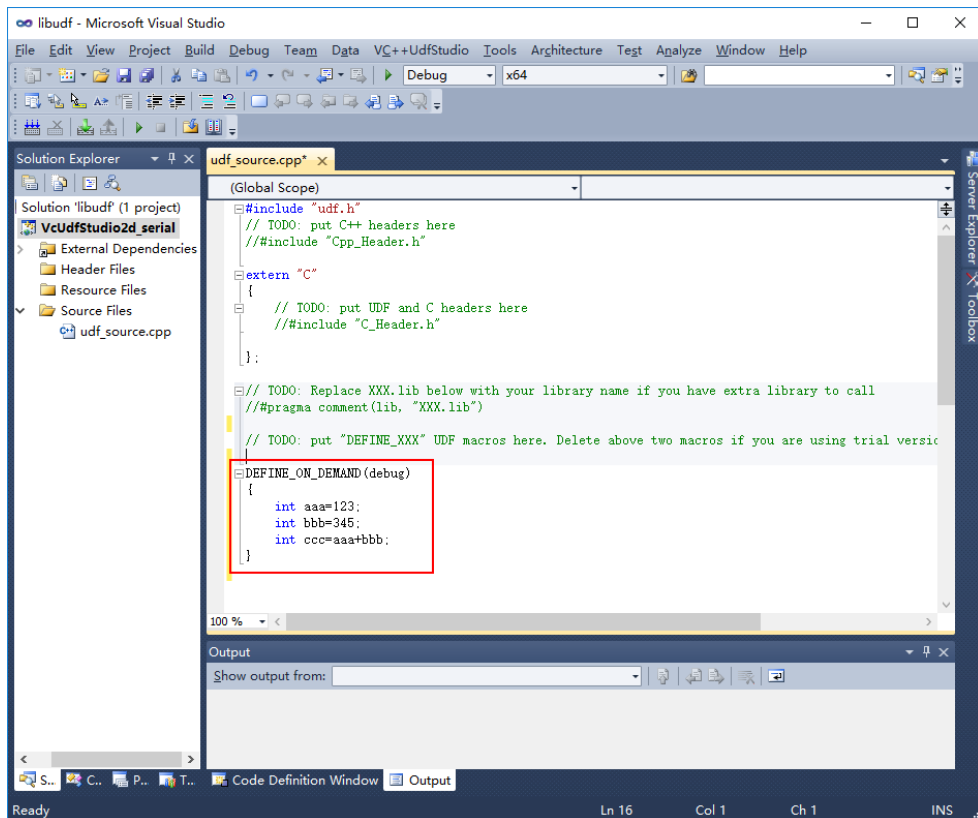 libudf - Microsoft Visual Studio
File Edit View Project Build Debug Team Data VC++UdfStudio Tools Architecture Test Analyze Window Help
Debug x64
Solution Explorer
udf_source.cpp*
(Global Scope)
Solution 'libudf' (1 project)
VcUdfStudio2d_serial
External Dependencies
Header Files
Resource Files
Source Files
udf_source.cpp
#include "udf.h"
// TODO: put C++ headers here
//#include "Cpp_Header.h"
extern "C"
{
// TODO: put UDF and C headers here
//#include "C_Header.h"
};
// TODO: Replace XXX.lib below with your library name if you have extra library to call
//#pragma comment(lib, "XXX.lib")
// TODO: put "DEFINE_XXX" UDF macros here. Delete above two macros if you are using trial versic
DEFINE_ON_DEMAND(debug)
{
int aaa=123;
int bbb=345;
int ccc=aaa+bbb;
}
100 %
Output
Show output from:
S.. C.. P... T... Code Definition Window Output
Ready Ln 16 Col 1 Ch 1 INS
Server Explorer
Toolbox